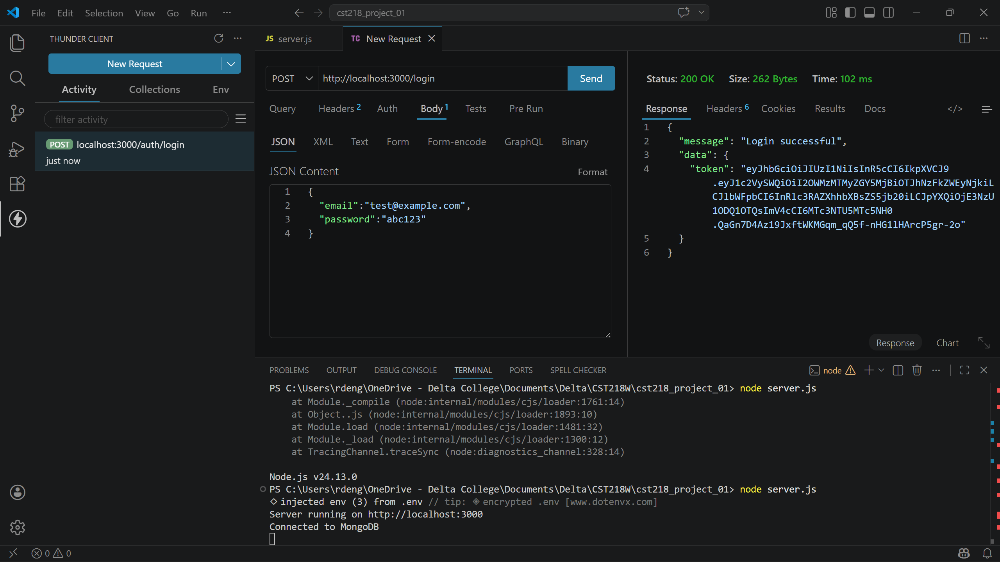 File Edit Selection View Go Run ···
cst218_project_01
THUNDER CLIENT
New Request
Activity Collections Env
filter activity
POST localhost:3000/auth/login
just now
JS server.js
TC New Request
POST http://localhost:3000/login Send
Query Headers 2 Auth Body 1 Tests Pre Run
JSON XML Text Form Form-encode GraphQL Binary
JSON Content Format
1 {
2 "email":"test@example.com",
3 "password":"abc123"
4 }
Status: 200 OK Size: 262 Bytes Time: 102 ms
Response Headers 6 Cookies Results Docs </>
1 {
2 "message": "Login successful",
3 "data": {
4 "token": "eyJhbGciOiJIUzI1NiIsInR5cCI6IkpXVCJ9
.eyJ1c2VySWQiOiI2OWMzMTMyZGY5MjBiOTJhNzFkZWEyNjkiL
CJlbWFpbCI6InRlc3RAZXhhbXBsZS5jb20iLCJpYXQiOjE3NzU
1ODQ1OTQsImV4cCI6MTc3NTU5MTc5NH0
.QaGn7D4Az19JxftWKMGqm_qQ5f-nHG1lHArcP5gr-2o"
5 }
6 }
Response Chart
PROBLEMS OUTPUT DEBUG CONSOLE TERMINAL PORTS SPELL CHECKER
node
PS C:\Users\rdeng\OneDrive - Delta College\Documents\Delta\CST218W\cst218_project_01> node server.js
at Module._compile (node:internal/modules/cjs/loader:1761:14)
at Object..js (node:internal/modules/cjs/loader:1893:10)
at Module.load (node:internal/modules/cjs/loader:1481:32)
at Module._load (node:internal/modules/cjs/loader:1300:12)
at TracingChannel.traceSync (node:diagnostics_channel:328:14)
Node.js v24.13.0
PS C:\Users\rdeng\OneDrive - Delta College\Documents\Delta\CST218W\cst218_project_01> node server.js
◇ injected env (3) from .env // tip: ◈ encrypted .env [www.dotenvx.com]
Server running on http://localhost:3000
Connected to MongoDB
0 0